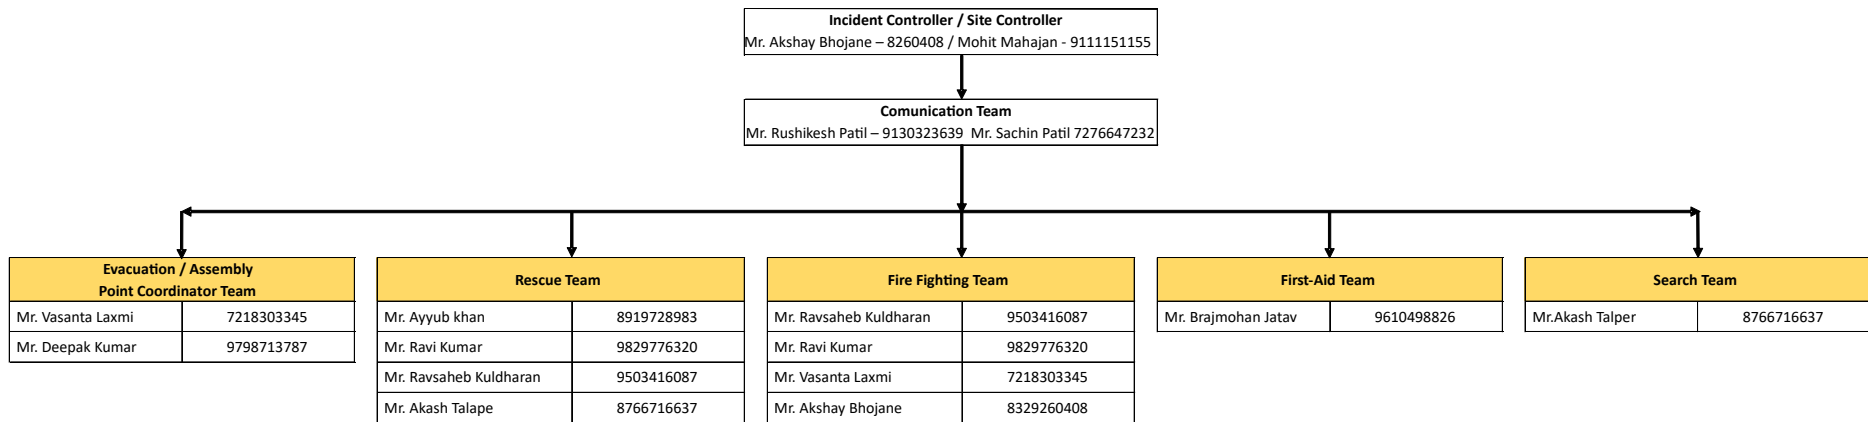 Incident Controller / Site Controller
Mr. Akshay Bhojane – 8260408 / Mohit Mahajan - 9111151155
Comunication Team
Mr. Rushikesh Patil – 9130323639 Mr. Sachin Patil 7276647232
Evacuation / Assembly
Point Coordinator Team
Mr. Vasanta Laxmi 7218303345
Mr. Deepak Kumar 9798713787
Rescue Team
Mr. Ayyub khan 8919728983
Mr. Ravi Kumar 9829776320
Mr. Ravsaheb Kuldharan 9503416087
Mr. Akash Talape 8766716637
Fire Fighting Team
Mr. Ravsaheb Kuldharan 9503416087
Mr. Ravi Kumar 9829776320
Mr. Vasanta Laxmi 7218303345
Mr. Akshay Bhojane 8329260408
First-Aid Team
Mr. Brajmohan Jatav 9610498826
Search Team
Mr.Akash Talper 8766716637